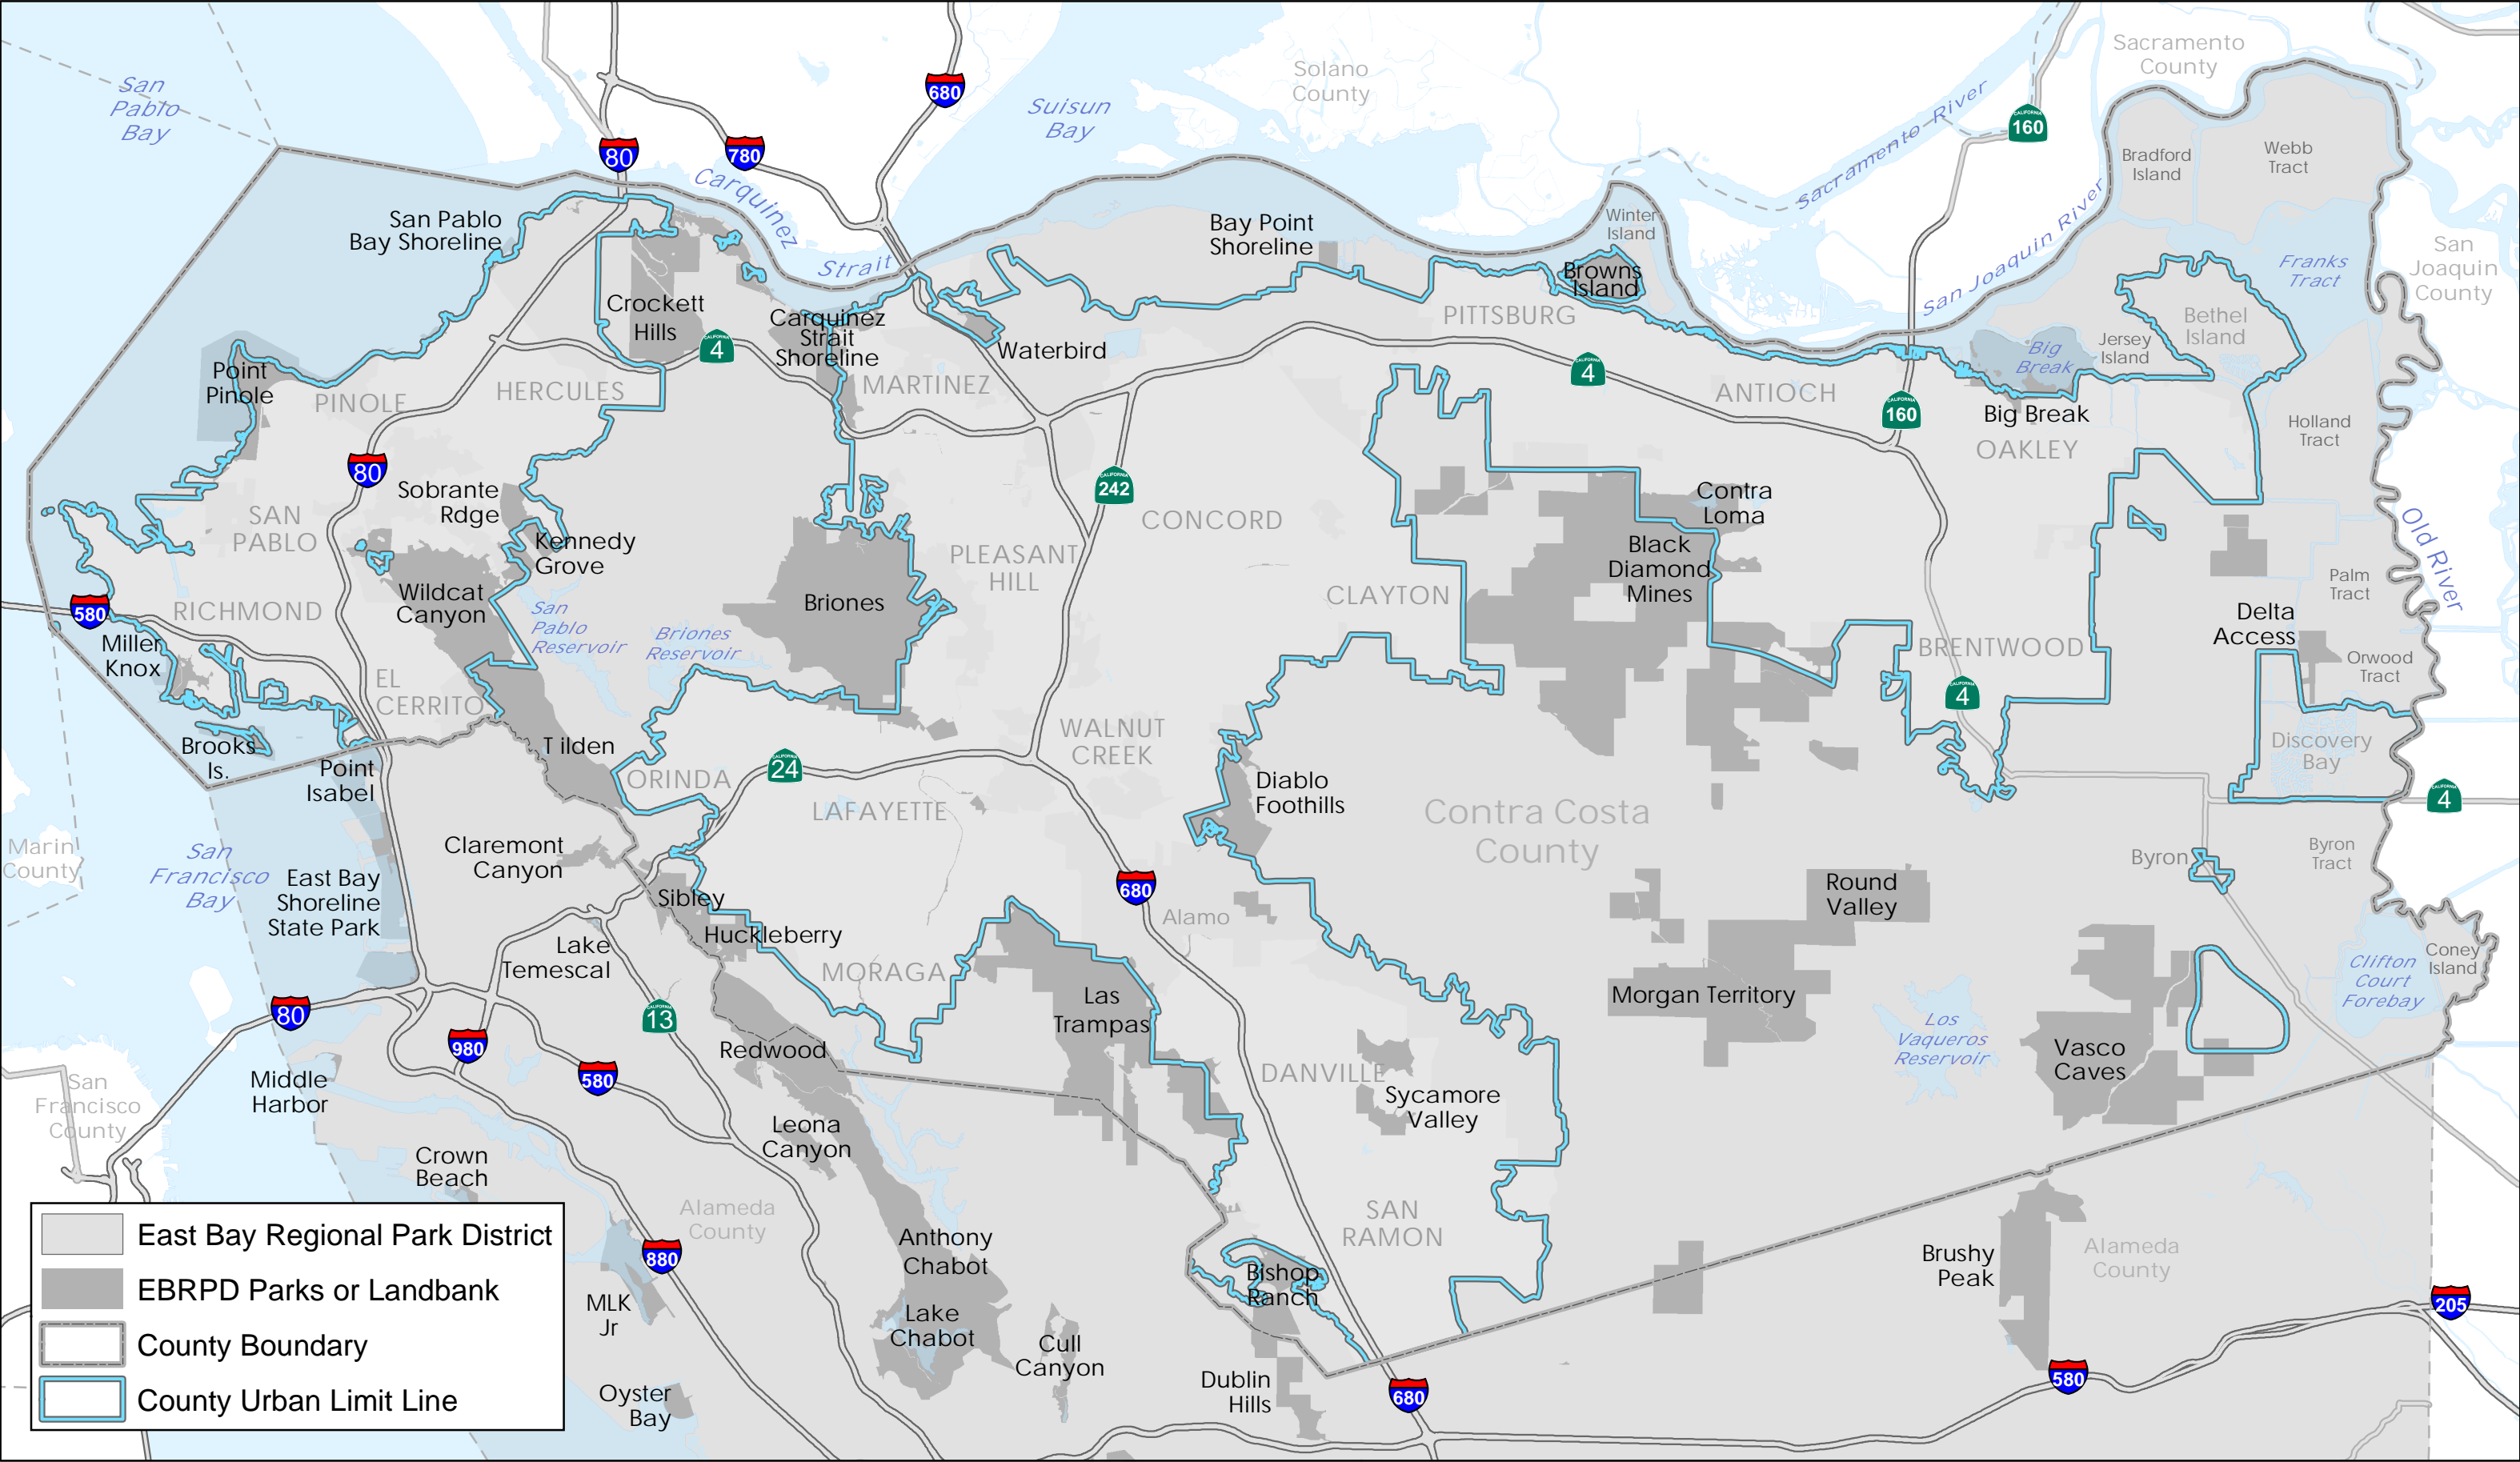 San
Pablo
Bay
680
80
780
Carquinez
Strait
Suisun
Bay
Solano
County
Sacramento
County
160
Sacramento River
San Joaquin River
Bradford
Island
Webb
Tract
Winter
Island
San
Joaquin
County
Franks
Tract
San Pablo
Bay Shoreline
Bay Point
Shoreline
Browns
Island
PITTSBURG
Crockett
Hills
CALIFORNIA
4
Carquinez
Strait
Shoreline
Waterbird
MARTINEZ
HERCULES
PINOLE
Point
Pinole
CALIFORNIA
4
ANTIOCH
CALIFORNIA
160
Big
Break
Jersey
Island
Bethel
Island
Big Break
OAKLEY
Holland
Tract
80
Sobrante
Rdge
SAN
PABLO
Kennedy
Grove
CALIFORNIA
242
CONCORD
PLEASANT
HILL
Contra
Loma
Black
Diamond
Mines
CLAYTON
Old River
Palm
Tract
Delta
Access
Orwood
Tract
580
RICHMOND
Wildcat
Canyon
San
Pablo
Reservoir
Briones
Reservoir
Briones
Miller
Knox
EL
CERRITO
BRENTWOOD
CALIFORNIA
4
Brooks
Is.
Point
Isabel
Tilden
ORINDA
CALIFORNIA
24
LAFAYETTE
WALNUT
CREEK
Diablo
Foothills
Contra Costa
County
Discovery
Bay
CALIFORNIA
4
Byron
Byron
Tract
Marin
County
San
Francisco
Bay
East Bay
Shoreline
State Park
Claremont
Canyon
Sibley
Huckleberry
680
Alamo
Round
Valley
Morgan Territory
Los
Vaqueros
Reservoir
Vasco
Caves
Clifton
Court
Forebay
Coney
Island
Lake
Temescal
MORAGA
Las
Trampas
80
980
580
CALIFORNIA
13
Redwood
San
Francisco
County
Middle
Harbor
Leona
Canyon
DANVILLE
Sycamore
Valley
Crown
Beach
Alameda
County
SAN
RAMON
Anthony
Chabot
Bishop
Ranch
Brushy
Peak
Alameda
County
880
MLK
Jr
Lake
Chabot
Cull
Canyon
Dublin
Hills
Oyster
Bay
680
580
205
East Bay Regional Park District
EBRPD Parks or Landbank
County Boundary
County Urban Limit Line